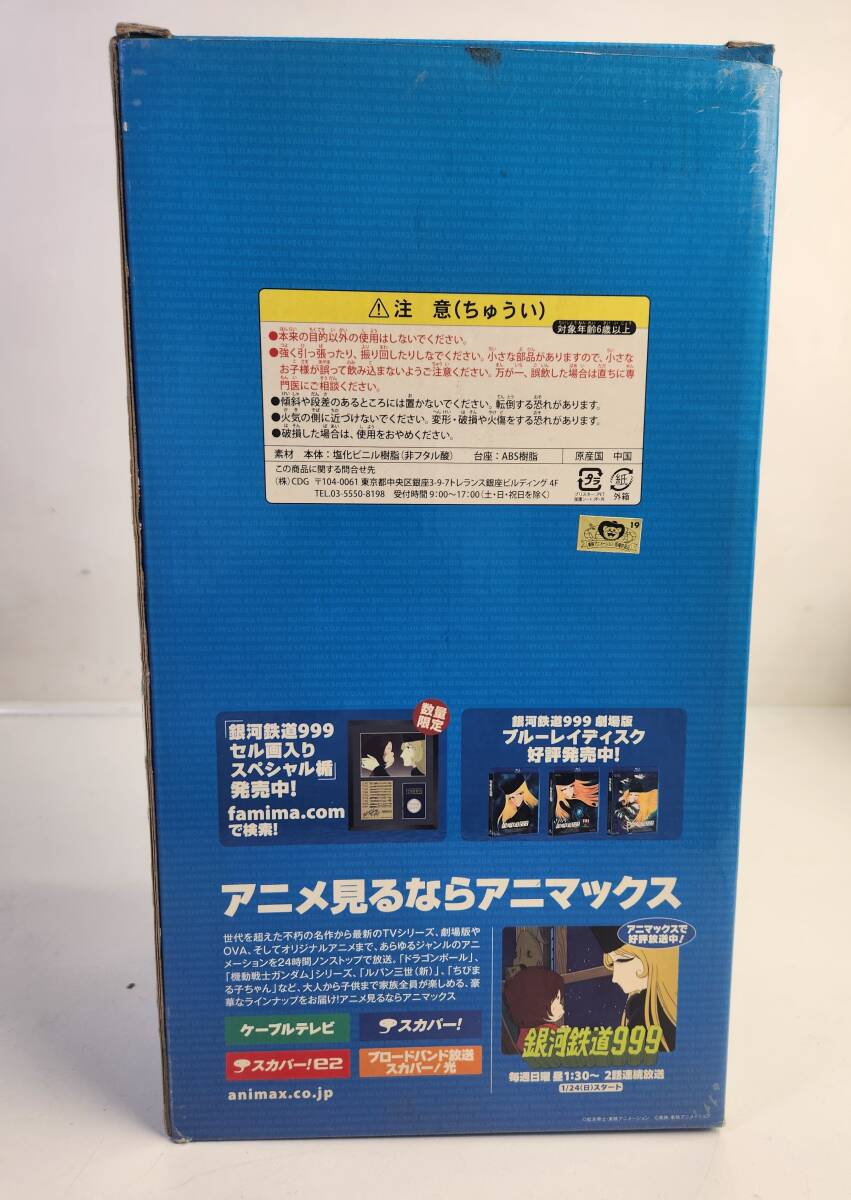 ⚠注 意(ちゅうい)
対象年齢6歳以上
●本来の目的以外の使用はしないでください。
●強く引っ張ったり、振り回したりしなでください。小さな部品がありますので、小さな
お子様が誤って飲み込まないようご注意ください。万が一、誤飲した場合は直ちに専
門医にご相談ください。
●傾斜や段差のあるところには置かないでください。転倒する恐れがあります。
●火気の側に近づけないでください。変形・破損や火傷をする恐れがあります。
●破損した場合は、使用をおやめください。
素材 本体:塩化ビニル樹脂(非フタル酸) 台座:ABS樹脂 原産国 中国
この商品に関する問合せ先
(株)CDG 〒104-0061 東京都中央区銀座3-9-7トレランス銀座ビルディング 4F
TEL.03-5550-8198 受付時間 9:00〜17:00(土・日・祝日を除く)
プラ
紙
外箱
19
「銀河鉄道999
セル画入り
スペシャル楯」
発売中!
famima.com
で検索!
数量
限定
銀河鉄道999 劇場版
ブルーレイディスク
好評発売中!
アニメ見るならアニマックス
世代を超えた不朽の名作から最新のTVシリーズ、劇場版や
OVA、そしてオリジナルアニメまで、あらゆるジャンルのアニ
メーションを24時間ノンストップで放送。「ドラゴンボール」、
「機動戦士ガンダム」シリーズ、「ルパン三世(新)」、「ちびま
る子ちゃん」など、大人から子供まで家族全員が楽しめる、豪
華なラインナップをお届け!アニメ見るならアニマックス
ケーブルテレビ
スカパー!
スカパー!e2
ブロードバンド放送
スカパー!光
animax.co.jp
アニマックスで
好評放送中!
銀河鉄道999
毎週日曜 昼1:30〜 2話連続放送
1/24(日)スタート